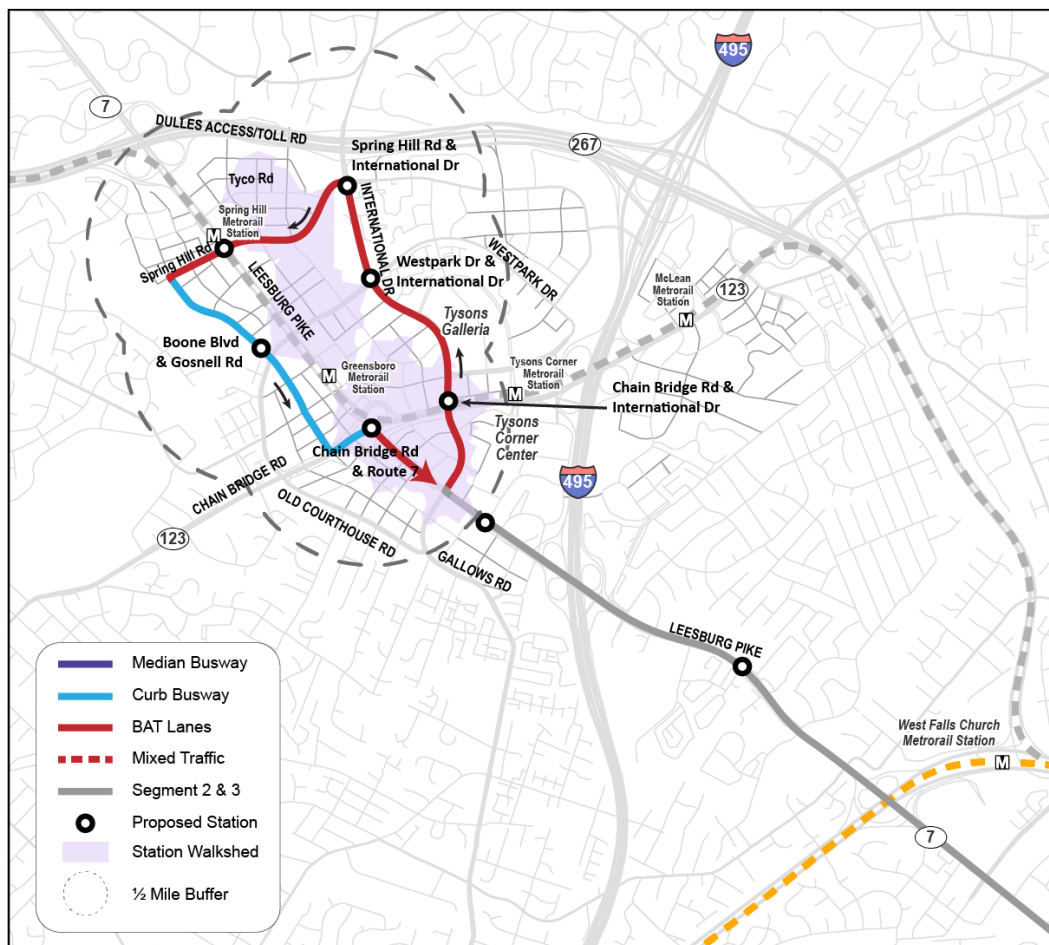 495
7
DULLES ACCESS/TOLL RD
267
Spring Hill Rd &
International Dr
Tyco Rd
Spring Hill
Metrorail
Station
M
INTERNATIONAL DR
WESTPARK DR
Westpark Dr &
International Dr
Spring Hill Rd
LEESBURG PIKE
McLean
Metrorail
Station
M
123
Tysons
Galleria
Boone Blvd
& Gosnell Rd
Greensboro
Metrorail
Station
M
Tysons Corner
Metrorail
Station
M
Chain Bridge Rd &
International Dr
Tysons
Corner
Center
Chain Bridge Rd
& Route 7
CHAIN BRIDGE RD
495
OLD COURTHOUSE RD
123
GALLOWS RD
LEESBURG PIKE
West Falls Church
Metrorail Station
M
7
Median Busway
Curb Busway
BAT Lanes
Mixed Traffic
Segment 2 & 3
Proposed Station
Station Walkshed
½ Mile Buffer